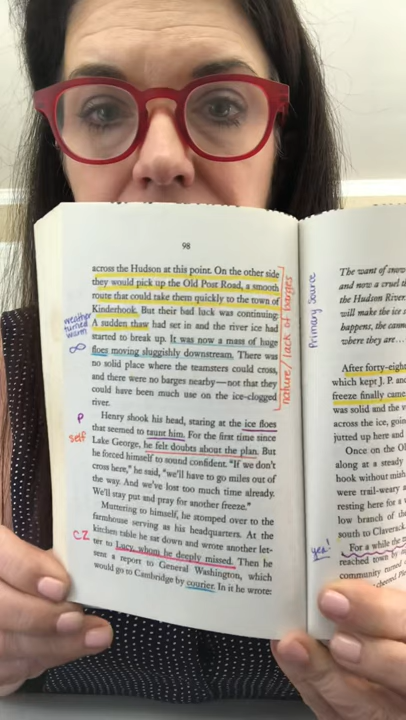 98
across the Hudson at this point. On the other side
they would pick up the Old Post Road, a smooth
route that could take them quickly to the town of
Kinderhook. But their bad luck was continuing.
A sudden thaw had set in and the river ice had
started to break up. It was now a mass of huge
floes moving sluggishly downstream. There was
no solid place where the teamsters could cross,
and there were no barges nearby—not that they
could have been much use on the ice-clogged
river.
Henry shook his head, staring at the ice floes
that seemed to taunt him. For the first time since
Lake George, he felt doubts about the plan. But
he forced himself to sound confident. "If we don't
cross here," he said, "we'll have to go miles out of
the way. And we've lost too much time already.
We'll stay put and pray for another freeze."
Muttering to himself, he stomped over to the
farmhouse serving as his headquarters. At the
kitchen table he sat down and wrote another let-
ter to Lucy, whom he deeply missed. Then he
sent a report to General Washington, which
would go to Cambridge by courier. In it he wrote:
weather
turned
warm
∞
P
self
CZ
nature/lack of barges
Primary Source
yes!
The want of snow
and now a cruel th
the Hudson River
will make the ice s
happens, the cann
where they are…
After forty-eigh
which kept J. P. an
freeze finally came
was solid and the v
across the ice, goin
jutted up here and
Once on the Ol
along at a steady
hook without mish
were trail-weary a
resting here for a
low branch of the
south to Claverack
For a while the m
reached town by
community turned
cheered